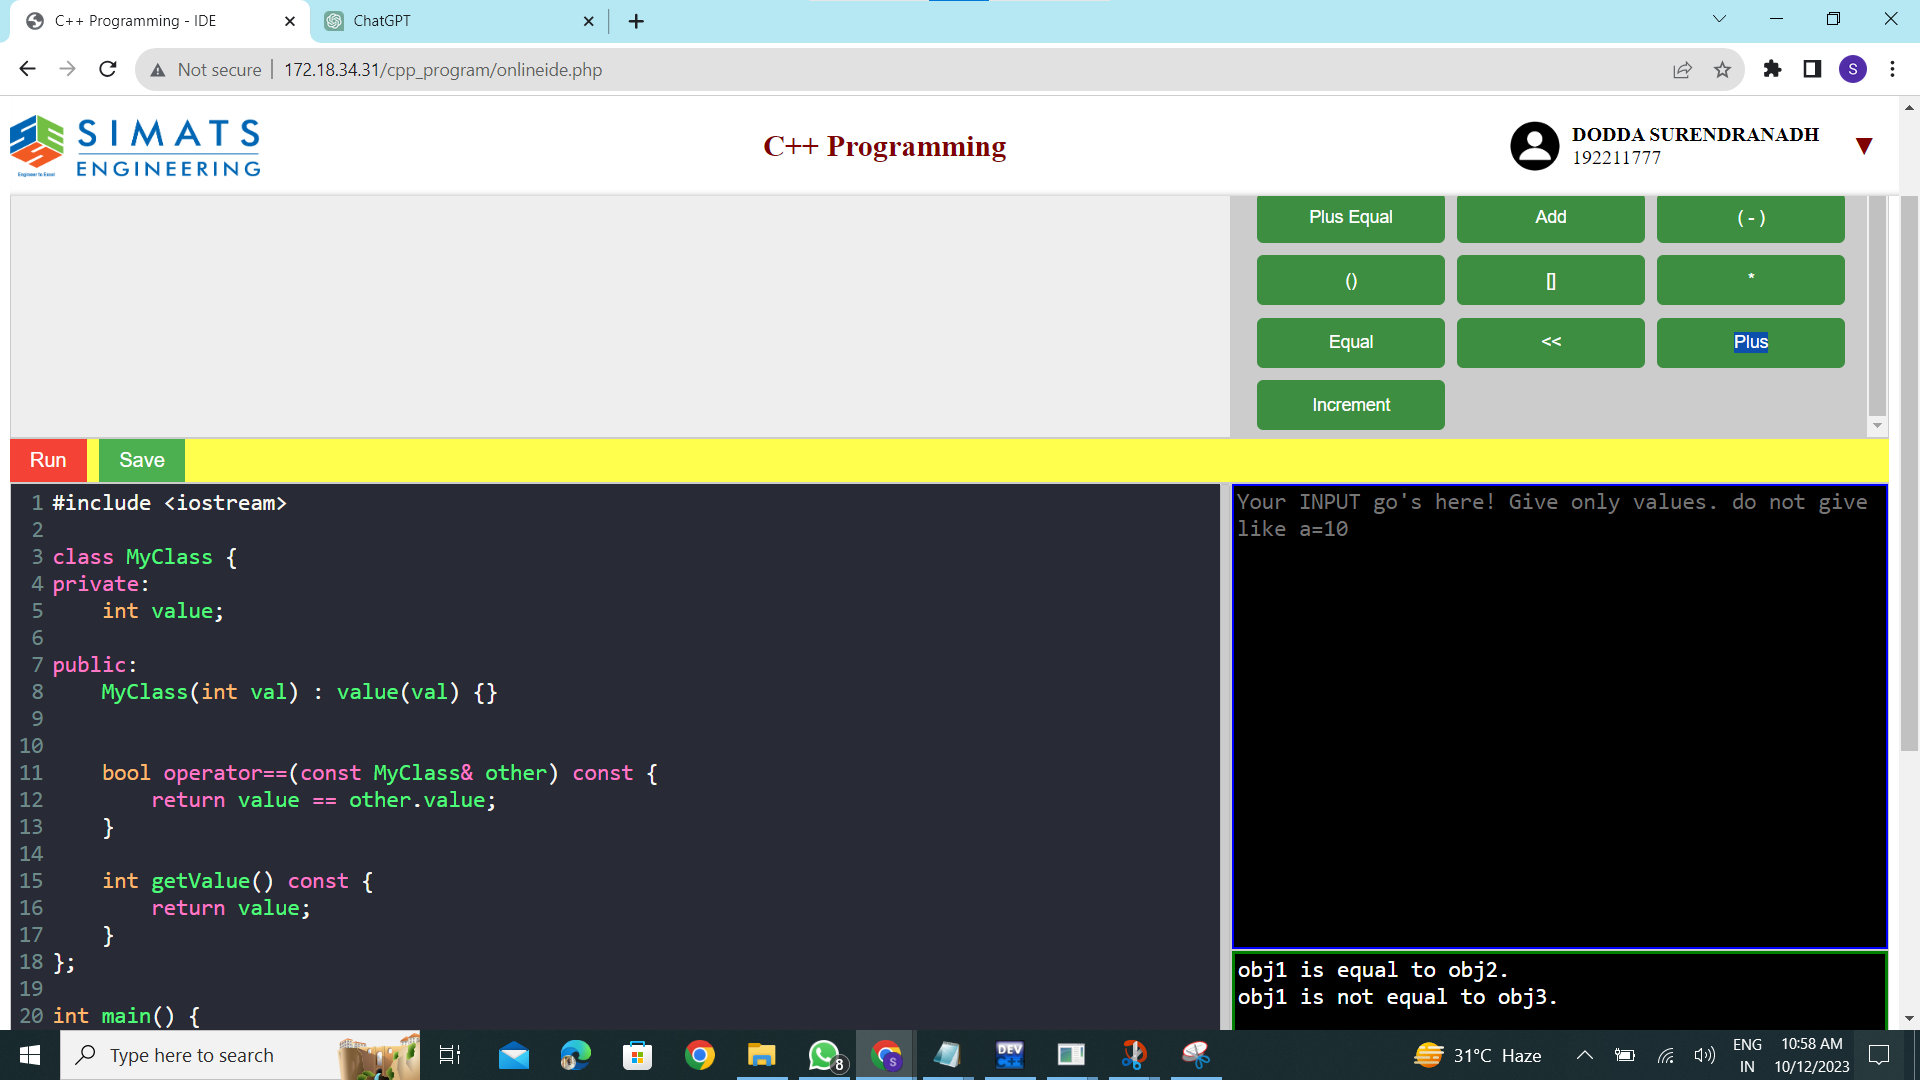 C++ Programming - IDE
ChatGPT
Not secure
172.18.34.31/cpp_program/onlineide.php
S
SIMATS
ENGINEERING
Engineer to Excel
C++ Programming
DODDA SURENDRANADH
192211777
Plus Equal
Add
( - )
()
[]
*
Equal
<<
Plus
Increment
Run
Save
1 #include <iostream>
2
3 class MyClass {
4 private:
5     int value;
6
7 public:
8     MyClass(int val) : value(val) {}
9
10
11     bool operator==(const MyClass& other) const {
12         return value == other.value;
13     }
14
15     int getValue() const {
16         return value;
17     }
18 };
19
20 int main() {
Your INPUT go's here! Give only values. do not give
like a=10
obj1 is equal to obj2.
obj1 is not equal to obj3.
Type here to search
8
S
DEV
C++
31°C Haze
ENG
IN
10:58 AM
10/12/2023